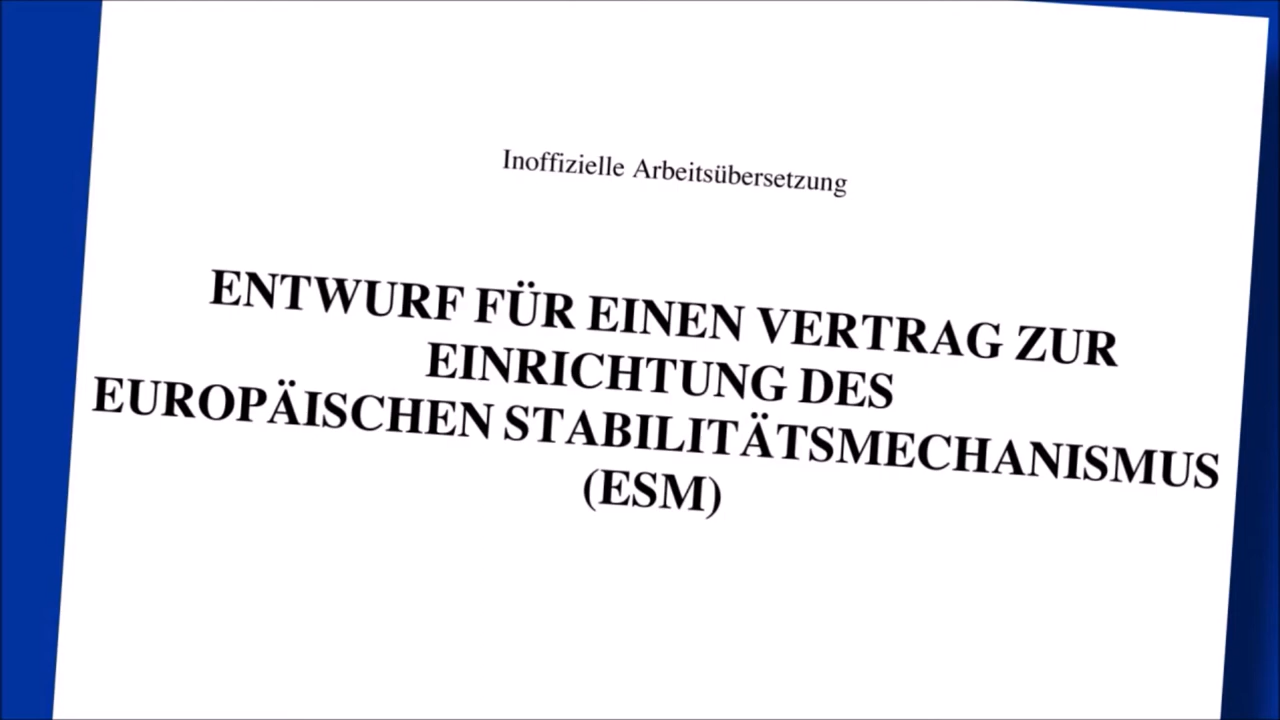 Inoffizielle Arbeitsübersetzung
ENTWURF FÜR EINEN VERTRAG ZUR
EINRICHTUNG DES
EUROPÄISCHEN STABILITÄTSMECHANISMUS
(ESM)